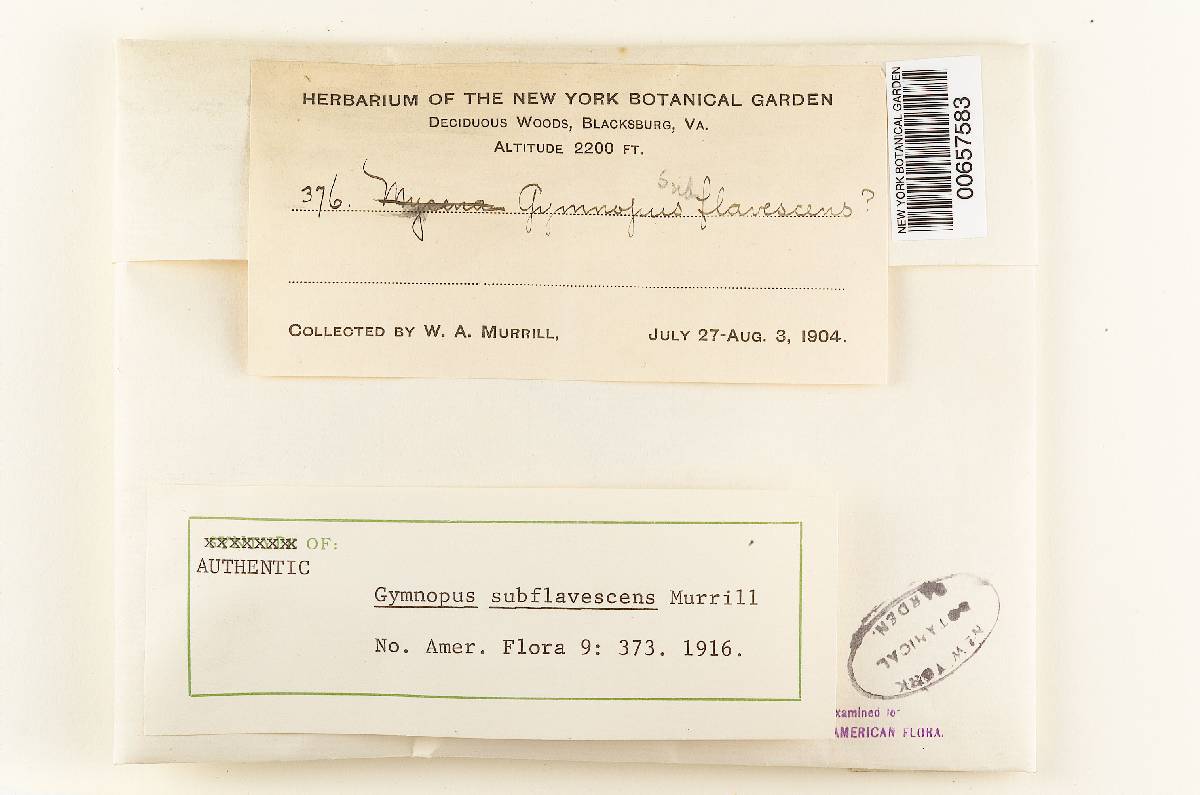 HERBARIUM OF THE NEW YORK BOTANICAL GARDEN
DECIDUOUS WOODS, BLACKSBURG, VA.
ALTITUDE 2200 FT.
376. Mycena Gymnopus subflavescens?
COLLECTED BY W. A. MURRILL, JULY 27-AUG. 3, 1904.
NEW YORK BOTANICAL GARDEN
00657583
XXXXXXX OF:
AUTHENTIC
Gymnopus subflavescens Murrill
No. Amer. Flora 9: 373. 1916.
NEW YORK
BOTANICAL
GARDEN.
xamined for
AMERICAN FLORA.